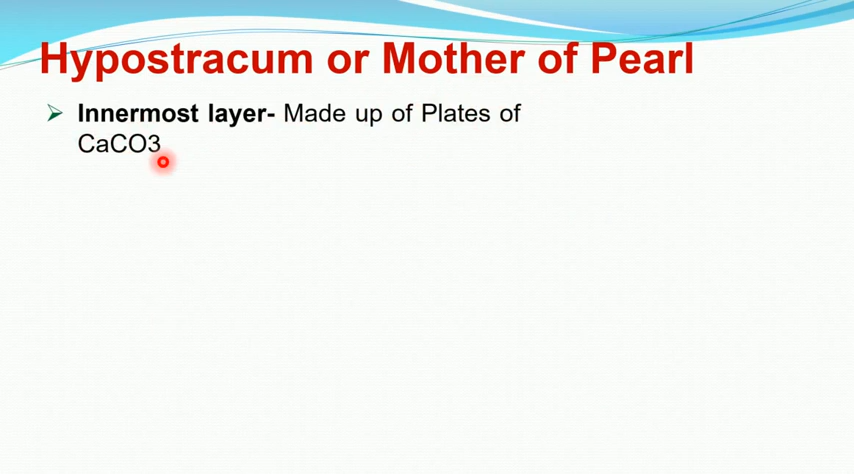 Hypostracum or Mother of Pearl
Innermost layer- Made up of Plates of
CaCO3